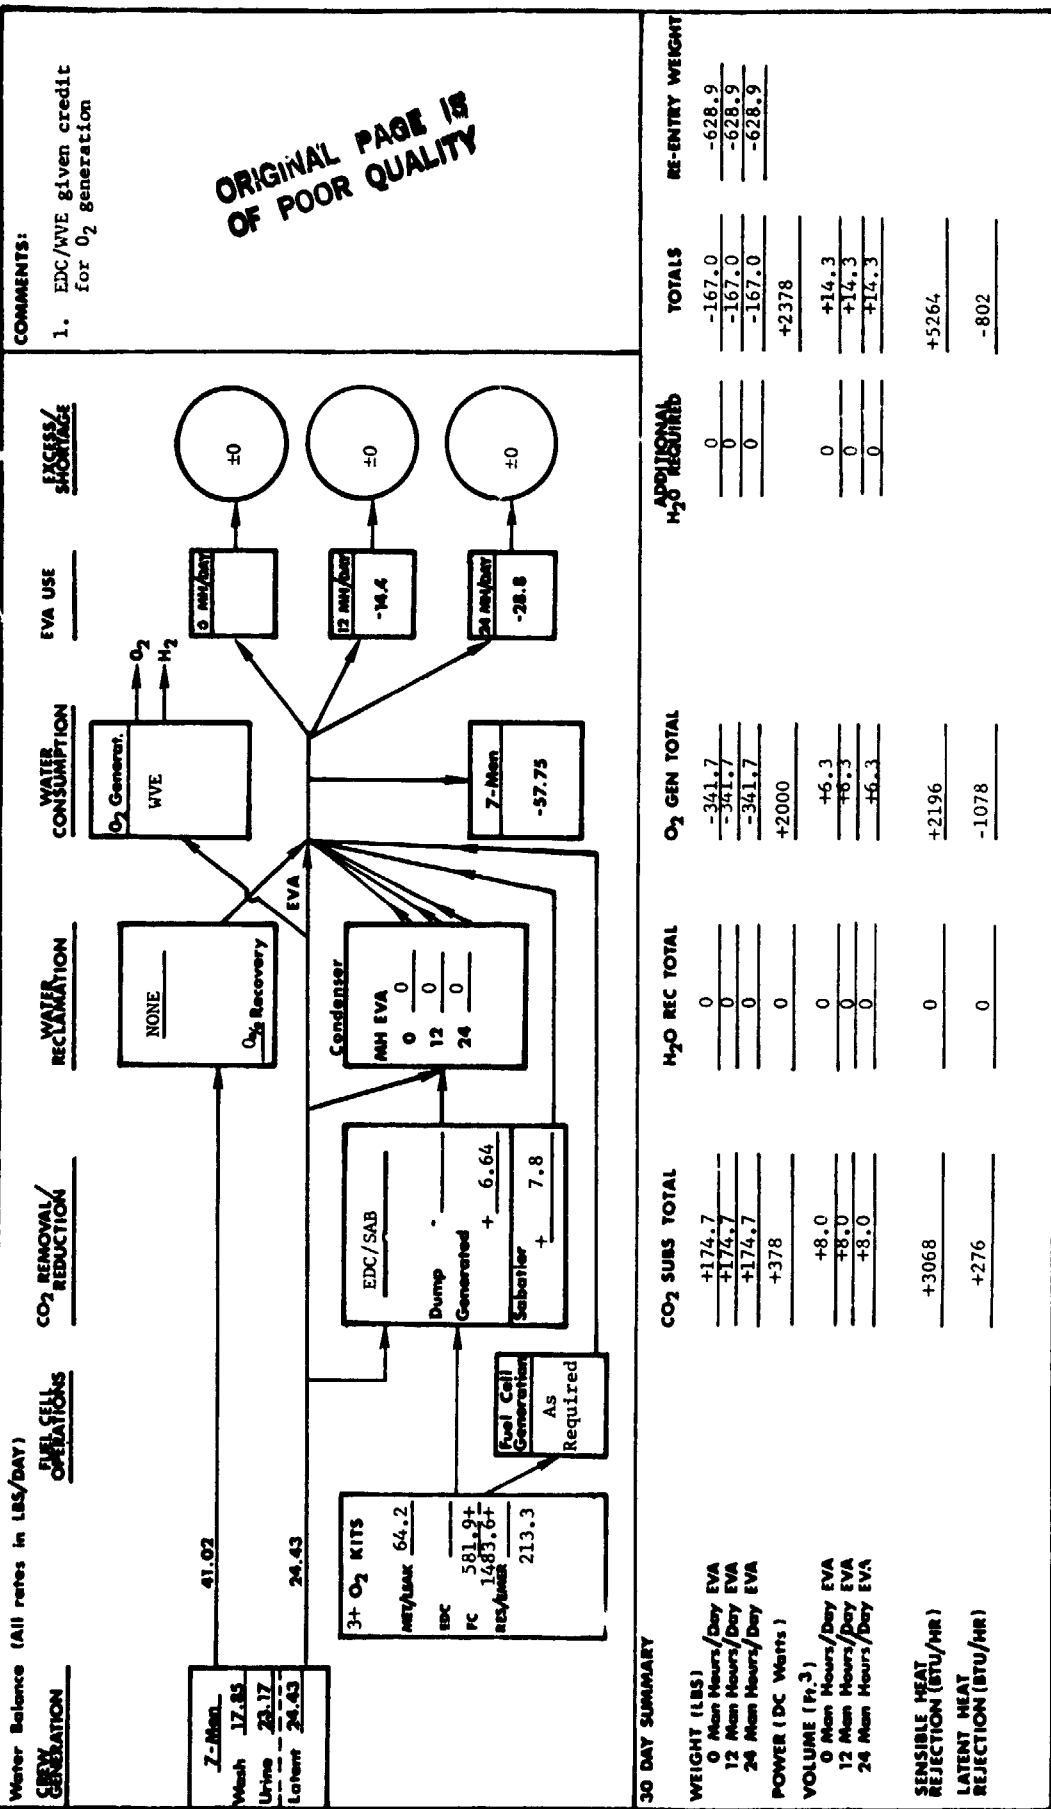 Water Balance (All rates in LBS/DAY)
CREW GENERATION
FUEL CELL OPERATIONS
CO2 REMOVAL/ REDUCTION
WATER RECLAMATION
WATER CONSUMPTION
EVA USE
EXCESS/ SHORTAGE
COMMENTS:
1. EDC/WVE given credit
for O2 generation
ORIGINAL PAGE IS
OF POOR QUALITY
7-Men
Wash 17.85
Urine 23.17
Latent 24.43
41.02
24.43
3+ O2 KITS
MET/LEAK 64.2
EDC
FC 581.9+
1483.6+
RES/EMER
213.3
Fuel Cell
Generation
As
Required
EDC/SAB
Dump -
Generated
+ 6.64
Sabatier
+ 7.8
NONE
0% Recovery
Condenser
MH EVA
0 0
12 0
24 0
EVA
O2 Generat.
WVE
O2
H2
7-Men
-57.75
0 MH/DAY
12 MH/DAY
-14.4
24 MH/DAY
-28.8
±0
±0
±0
30 DAY SUMMARY
CO2 SUBS TOTAL
H2O REC TOTAL
O2 GEN TOTAL
ADDITIONAL H2O REQUIRED
TOTALS
RE-ENTRY WEIGHT
WEIGHT (LBS)
0 Man Hours/Day EVA +174.7 0 -341.7 0 -167.0 -628.9
12 Man Hours/Day EVA +174.7 0 -341.7 0 -167.0 -628.9
24 Man Hours/Day EVA +174.7 0 -341.7 0 -167.0 -628.9
POWER (DC Watts) +378 0 +2000 +2378
VOLUME (Ft.3)
0 Man Hours/Day EVA +8.0 0 +6.3 0 +14.3
12 Man Hours/Day EVA +8.0 0 +6.3 0 +14.3
24 Man Hours/Day EVA +8.0 0 +6.3 0 +14.3
SENSIBLE HEAT
REJECTION (BTU/HR) +3068 0 +2196 +5264
LATENT HEAT
REJECTION (BTU/HR) +276 0 -1078 -802